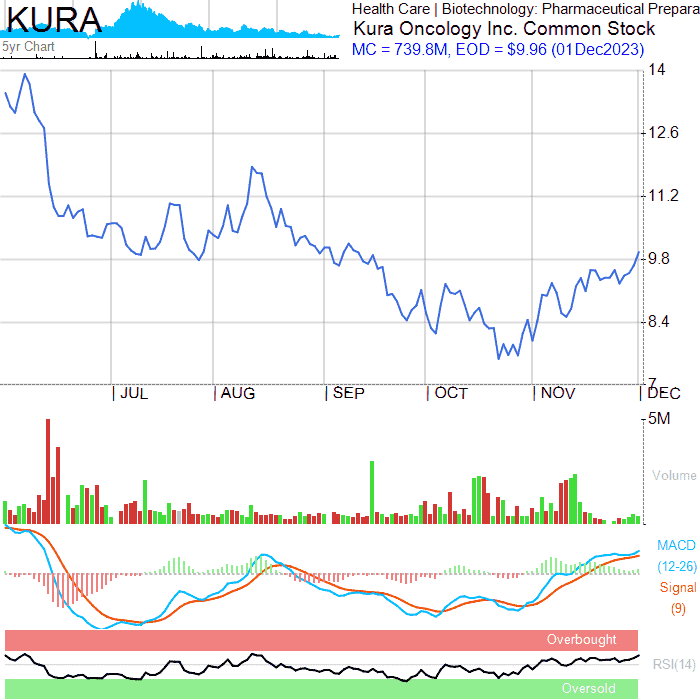 KURA
Health Care | Biotechnology: Pharmaceutical Prepara
Kura Oncology Inc. Common Stock
5yr Chart
MC = 739.8M, EOD = $9.96 (01Dec2023)
14
12.6
11.2
9.8
8.4
7
JUL AUG SEP OCT NOV DEC
5M
Volume
MACD
(12-26)
Signal
(9)
Overbought
RSI(14)
Oversold